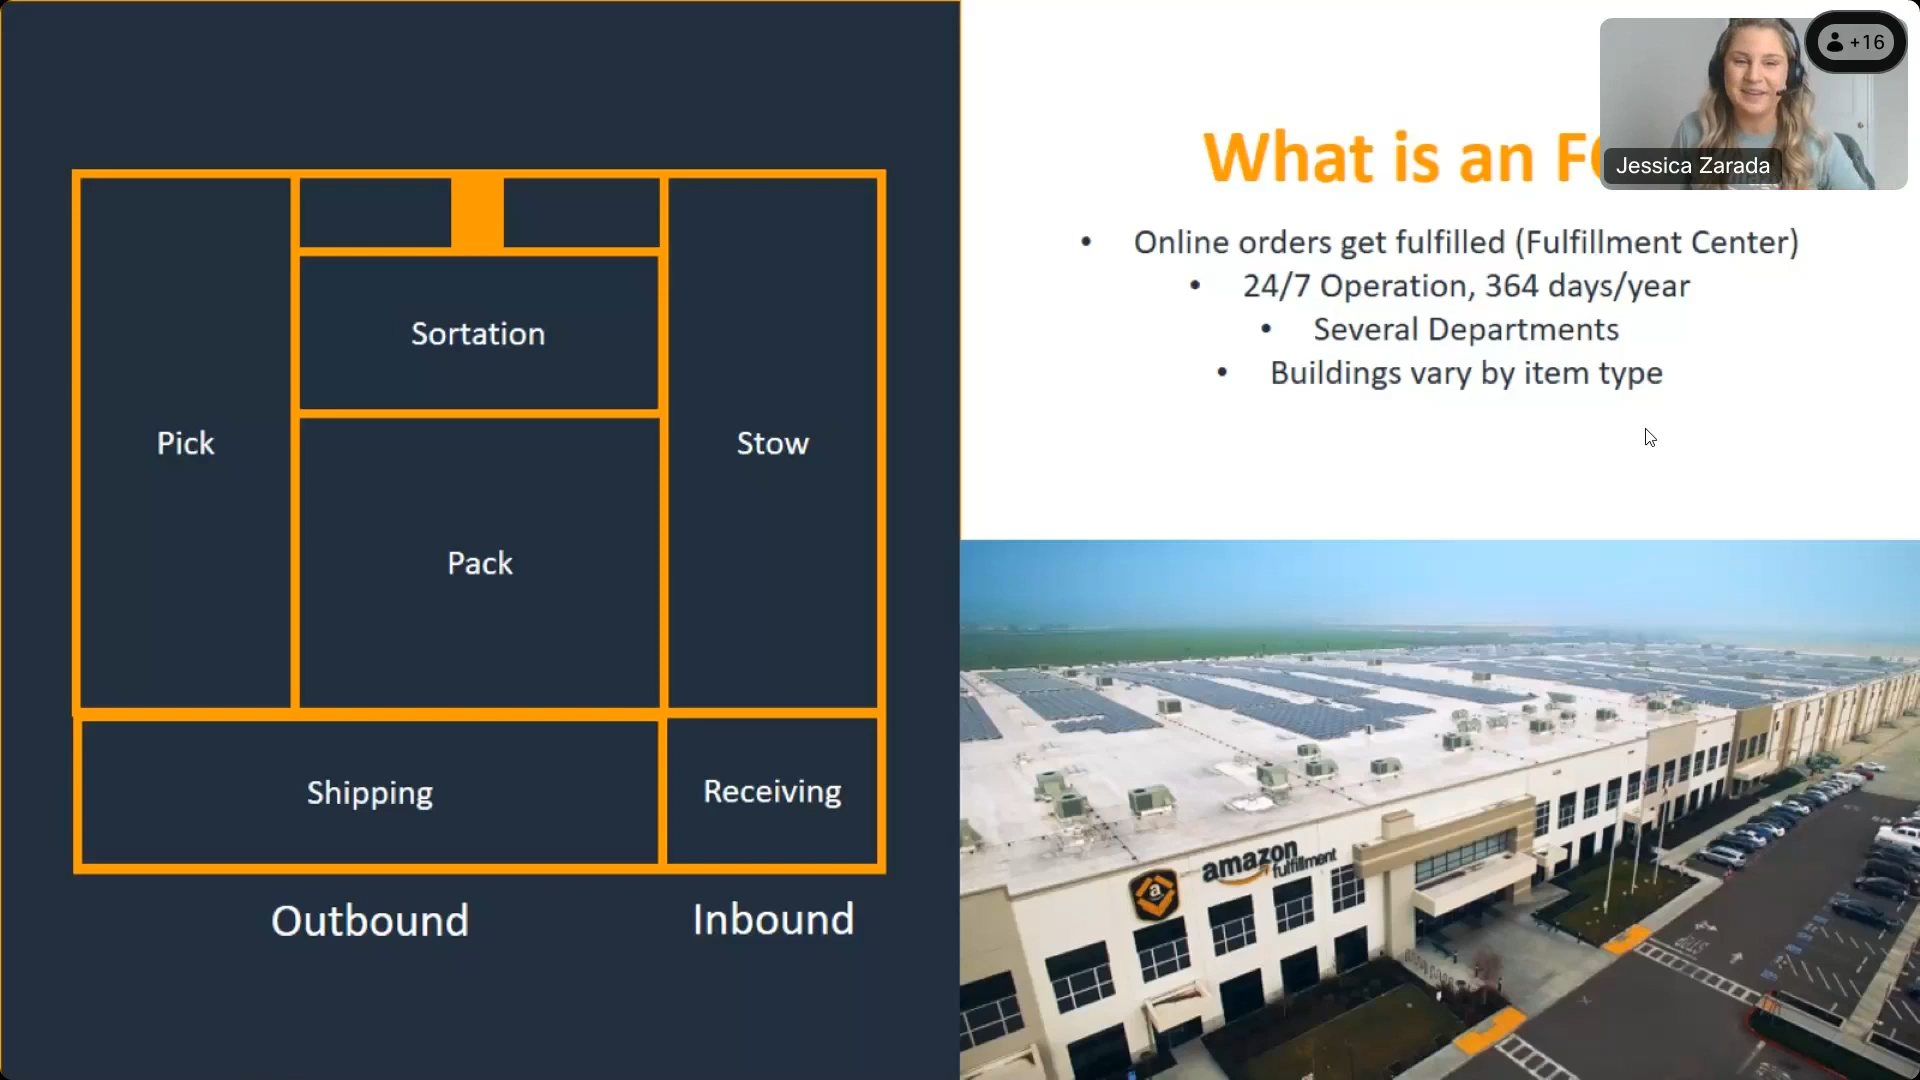 Pick
Sortation
Stow
Pack
Shipping
Receiving
Outbound
Inbound
What is an F
• Online orders get fulfilled (Fulfillment Center)
• 24/7 Operation, 364 days/year
• Several Departments
• Buildings vary by item type
+16
Jessica Zarada
a
amazon
fulfillment